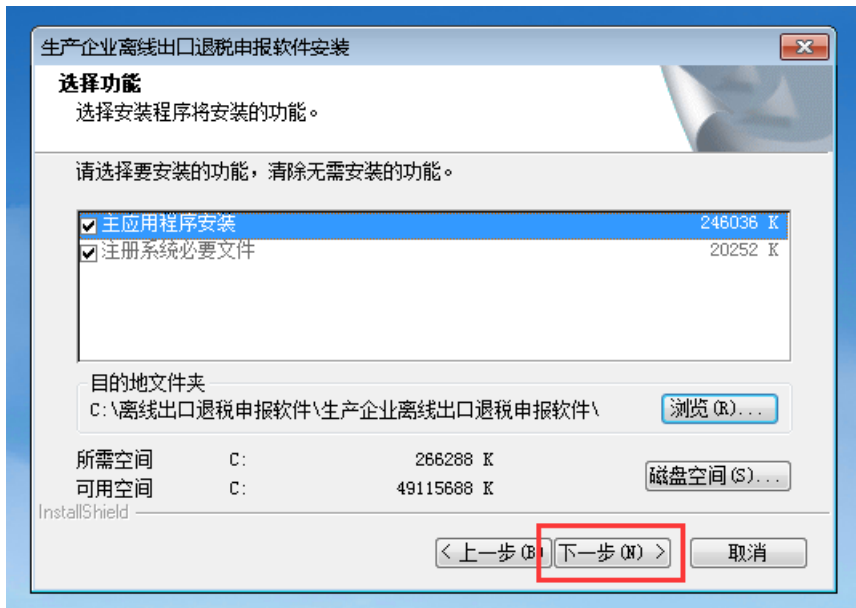 生产企业离线出口退税申报软件安装
选择功能
选择安装程序将安装的功能。
请选择要安装的功能，清除无需安装的功能。
主应用程序安装 246036 K
注册系统必要文件 20252 K
目的地文件夹
C:\离线出口退税申报软件\生产企业离线出口退税申报软件\ 浏览(R)...
所需空间 C: 266288 K
可用空间 C: 49115688 K
磁盘空间(S)...
InstallShield
< 上一步(B) 下一步(N) > 取消